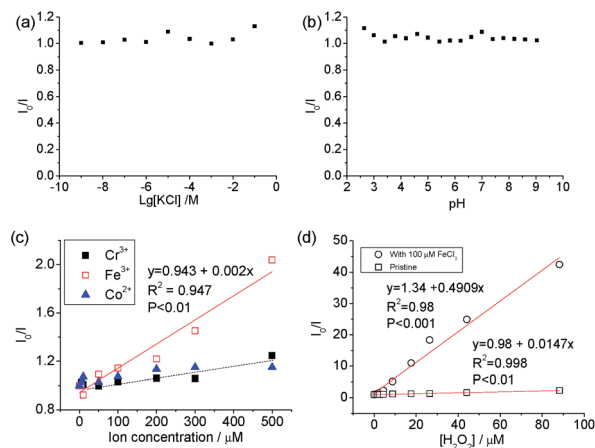 (a)
1.2
1.0
0.8
0.6
0.4
0.2
0.0
I₀/I
-10 -8 -6 -4 -2 0
Lg[KCl] /M
(b)
1.2
1.0
0.8
0.6
0.4
0.2
0.0
I₀/I
2 3 4 5 6 7 8 9 10
pH
(c)
Cr³⁺
Fe³⁺
Co²⁺
y=0.943 + 0.002x
R² = 0.947
P<0.01
2.0
1.6
1.2
0.8
I₀/I
0 100 200 300 400 500
Ion concentration / μM
(d)
With 100 μM FeCl₃
Pristine
y=1.34 + 0.4909x
R²=0.98
P<0.001
y=0.98 + 0.0147x
R²=0.998
P<0.01
50
40
30
20
10
0
I₀/I
0 20 40 60 80 100
[H₂O₂] / μM